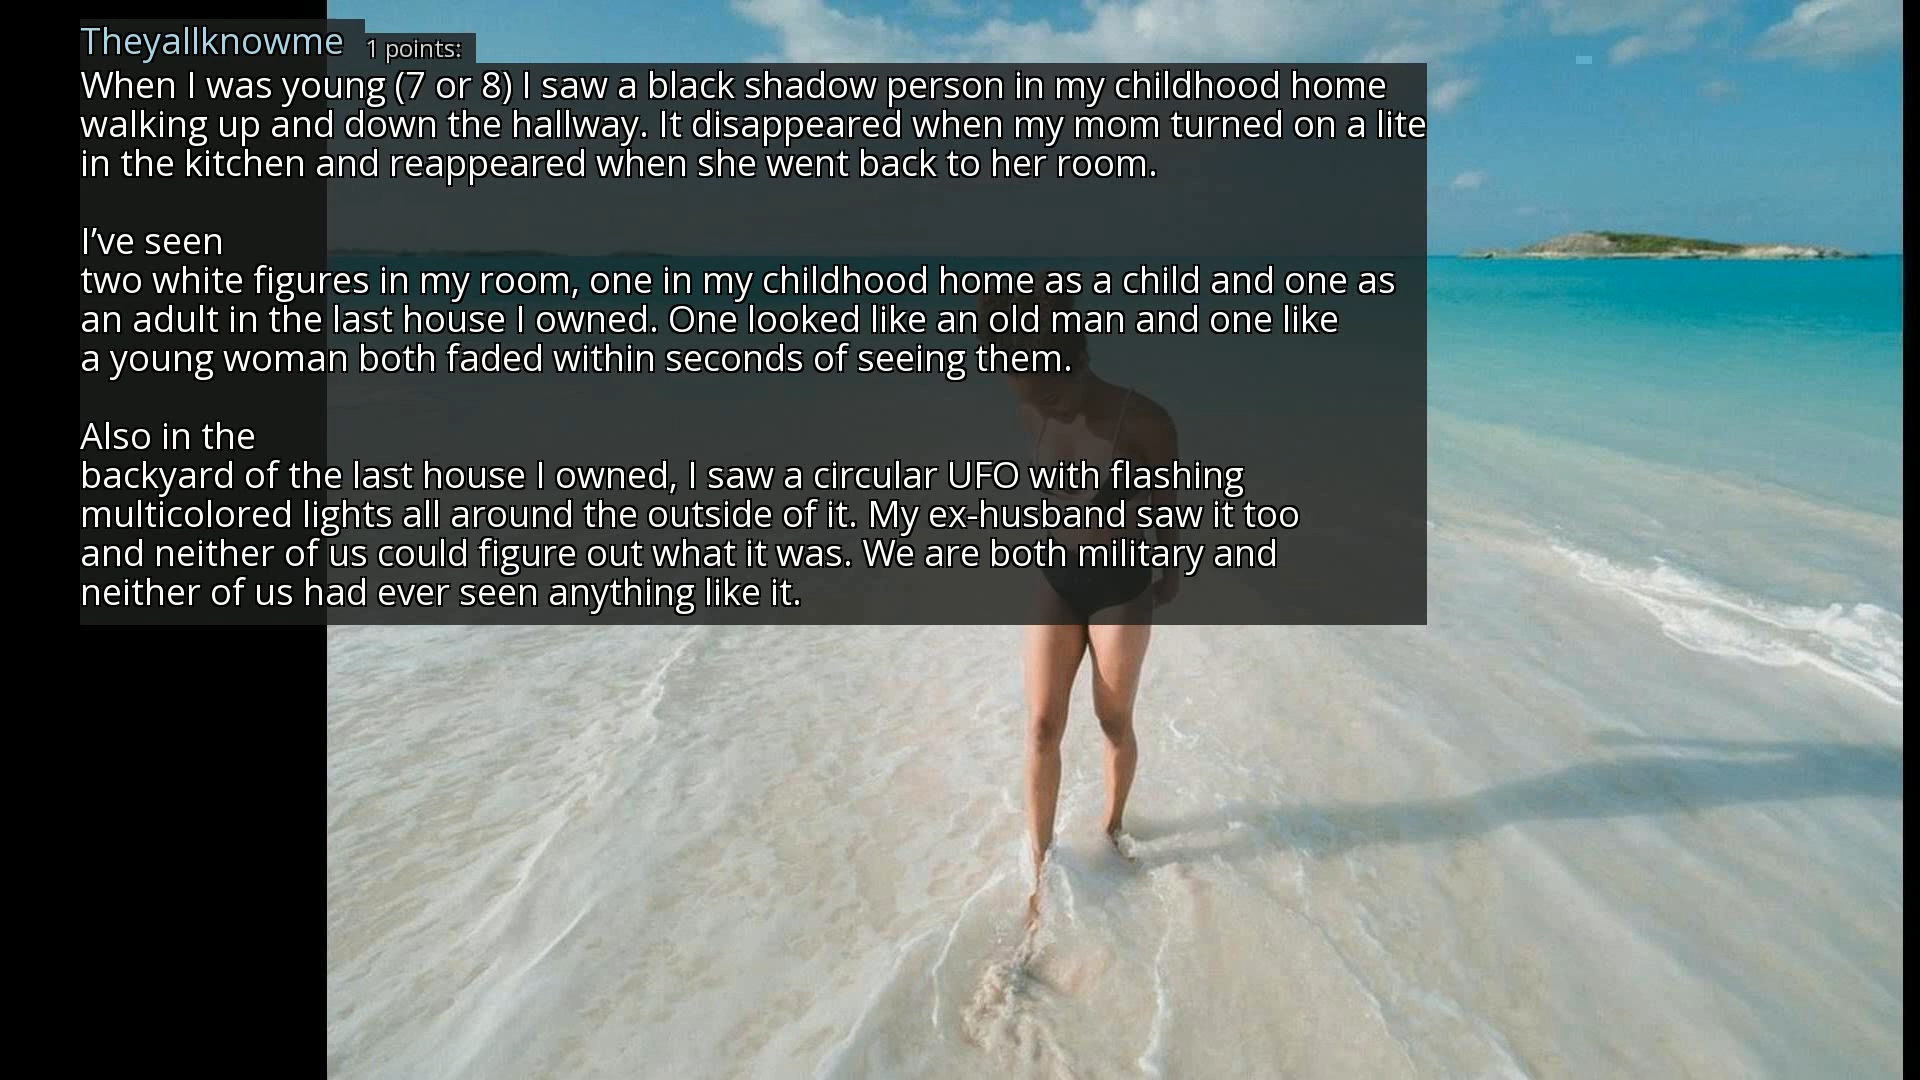 Theyallknowme 1 points:
When I was young (7 or 8) I saw a black shadow person in my childhood home
walking up and down the hallway. It disappeared when my mom turned on a lite
in the kitchen and reappeared when she went back to her room.
I’ve seen
two white figures in my room, one in my childhood home as a child and one as
an adult in the last house I owned. One looked like an old man and one like
a young woman both faded within seconds of seeing them.
Also in the
backyard of the last house I owned, I saw a circular UFO with flashing
multicolored lights all around the outside of it. My ex-husband saw it too
and neither of us could figure out what it was. We are both military and
neither of us had ever seen anything like it.